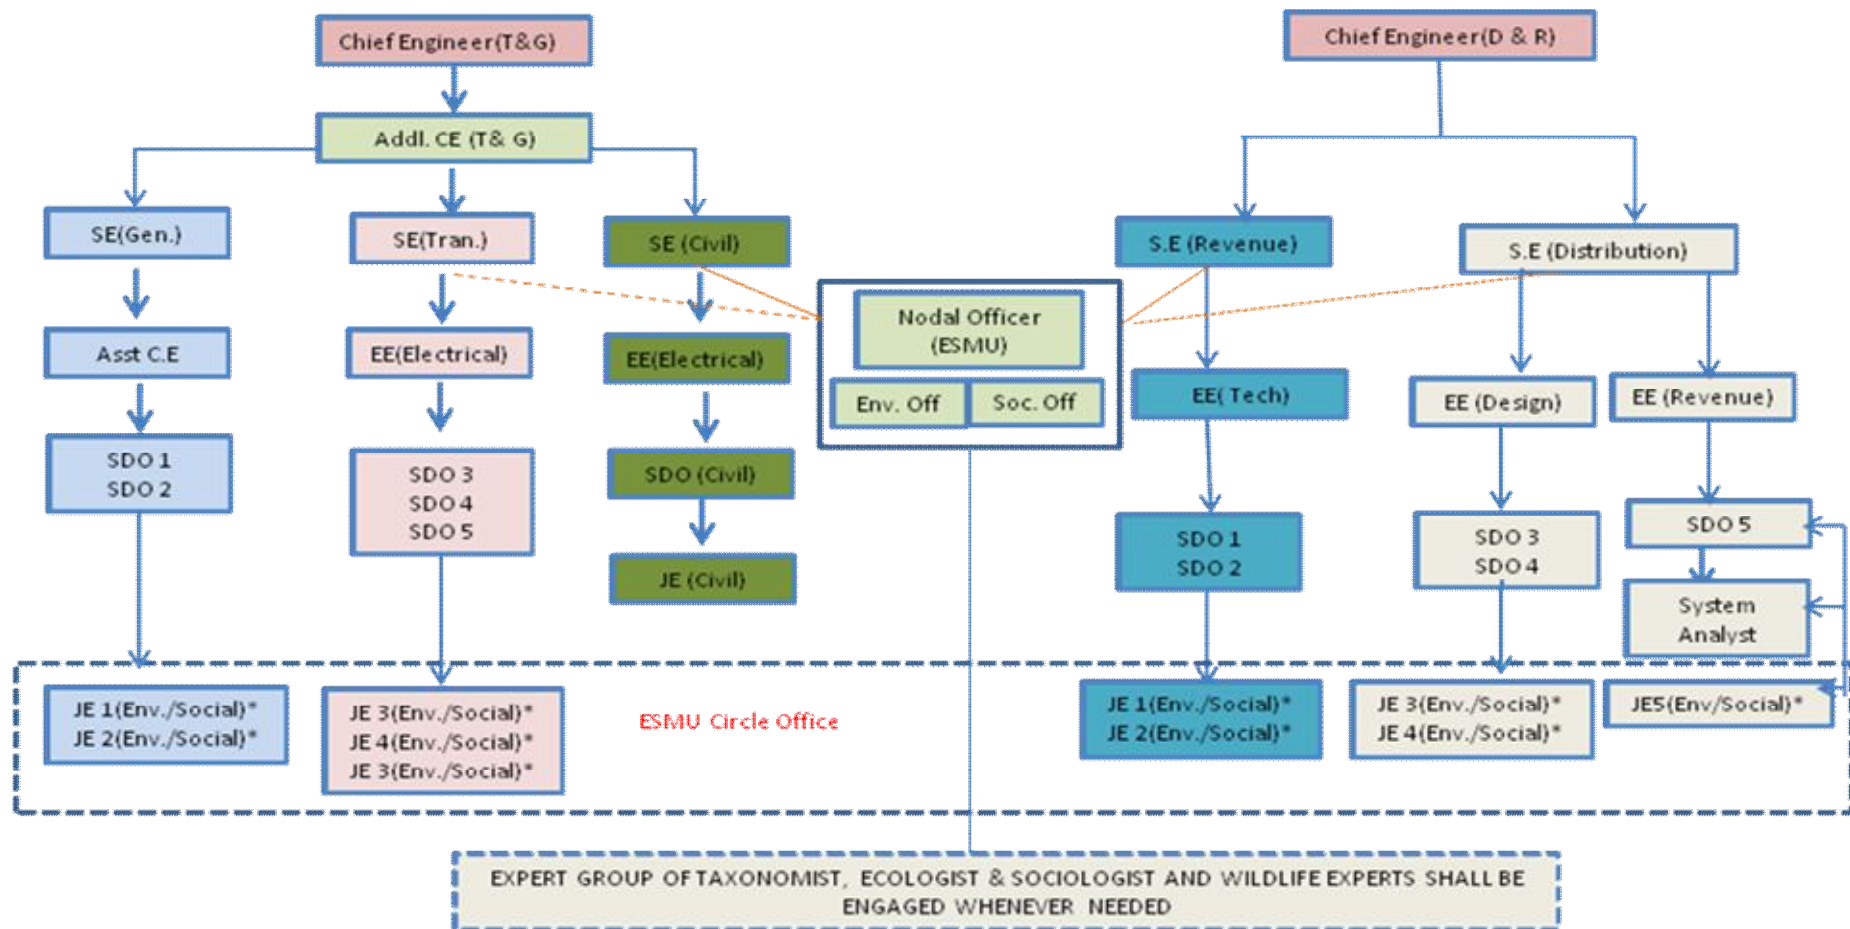 Chief Engineer(T&G)
Chief Engineer(D & R)
Addl. CE (T& G)
SE(Gen.)
SE(Tran.)
SE (Civil)
S.E (Revenue)
S.E (Distribution)
Nodal Officer
(ESMU)
Env. Off
Soc. Off
Asst C.E
EE(Electrical)
EE(Electrical)
EE( Tech)
EE (Design)
EE (Revenue)
SDO 1
SDO 2
SDO 3
SDO 4
SDO 5
SDO (Civil)
JE (Civil)
SDO 1
SDO 2
SDO 3
SDO 4
SDO 5
System
Analyst
JE 1(Env./Social)*
JE 2(Env./Social)*
JE 3(Env./Social)*
JE 4(Env./Social)*
JE 3(Env./Social)*
ESMU Circle Office
JE 1(Env./Social)*
JE 2(Env./Social)*
JE 3(Env./Social)*
JE 4(Env./Social)*
JE5(Env/Social)*
EXPERT GROUP OF TAXONOMIST, ECOLOGIST & SOCIOLOGIST AND WILDLIFE EXPERTS SHALL BE
ENGAGED WHENEVER NEEDED